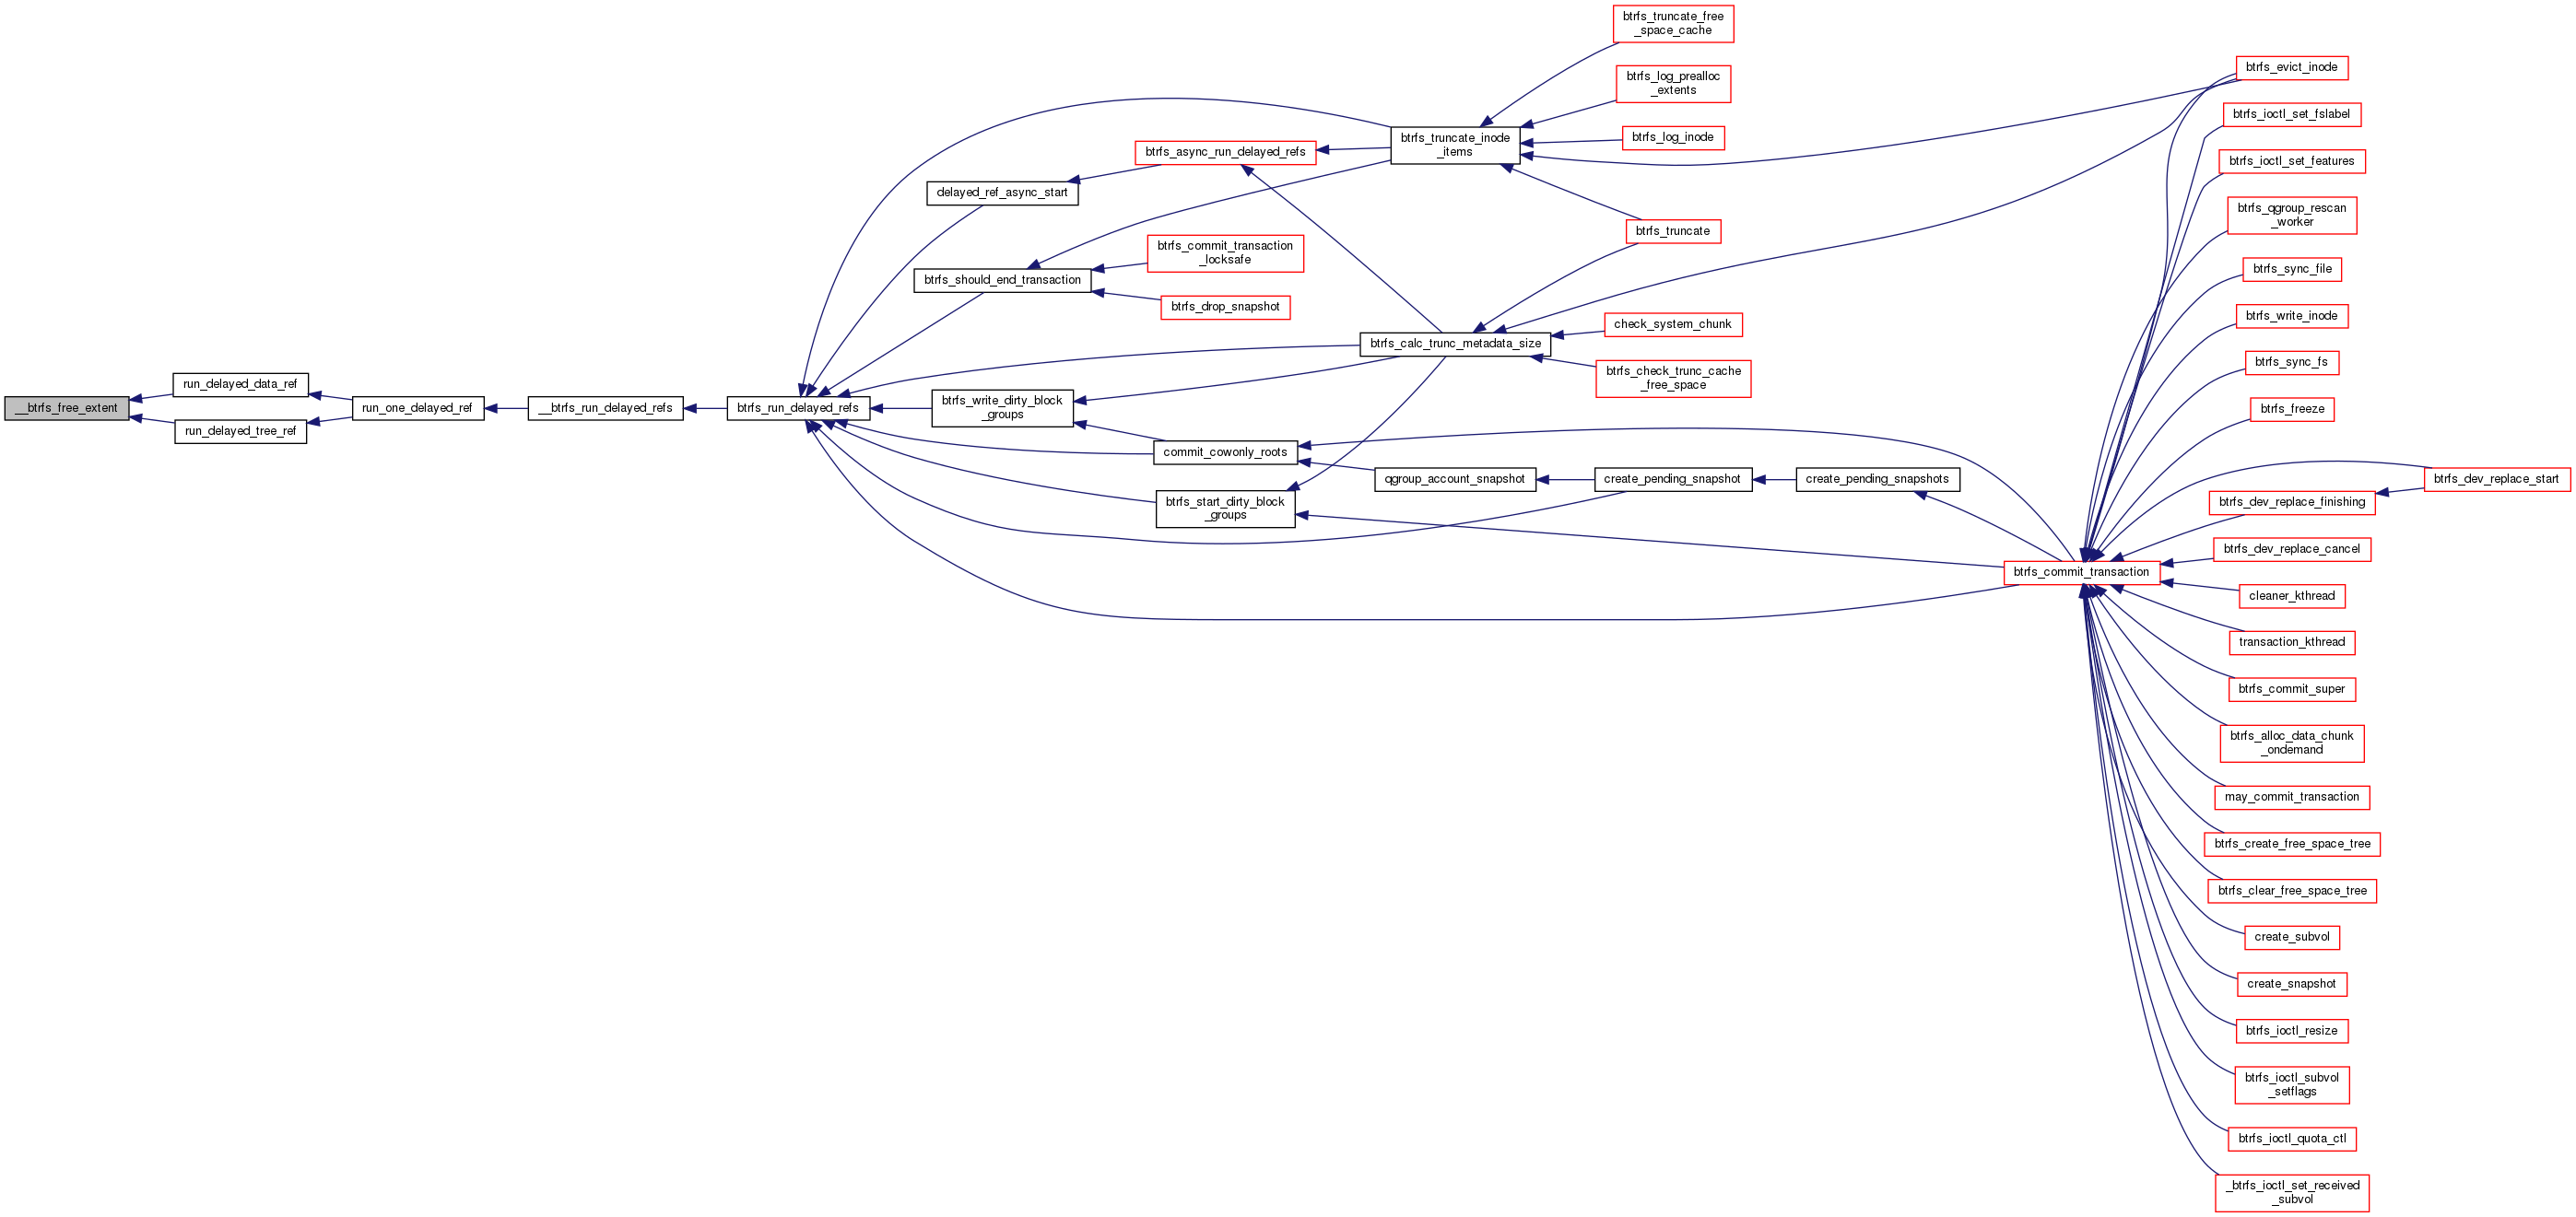 __btrfs_free_extent
run_delayed_data_ref
run_delayed_tree_ref
run_one_delayed_ref
__btrfs_run_delayed_refs
btrfs_run_delayed_refs
delayed_ref_async_start
btrfs_should_end_transaction
btrfs_write_dirty_block
_groups
btrfs_async_run_delayed_refs
btrfs_commit_transaction
_locksafe
btrfs_drop_snapshot
commit_cowonly_roots
btrfs_start_dirty_block
_groups
btrfs_truncate_inode
_items
btrfs_calc_trunc_metadata_size
qgroup_account_snapshot
btrfs_truncate_free
_space_cache
btrfs_log_prealloc
_extents
btrfs_log_inode
btrfs_truncate
check_system_chunk
btrfs_check_trunc_cache
_free_space
create_pending_snapshot
create_pending_snapshots
btrfs_commit_transaction
btrfs_evict_inode
btrfs_ioctl_set_fslabel
btrfs_ioctl_set_features
btrfs_qgroup_rescan
_worker
btrfs_sync_file
btrfs_write_inode
btrfs_sync_fs
btrfs_freeze
btrfs_dev_replace_start
btrfs_dev_replace_finishing
btrfs_dev_replace_cancel
cleaner_kthread
transaction_kthread
btrfs_commit_super
btrfs_alloc_data_chunk
_ondemand
may_commit_transaction
btrfs_create_free_space_tree
btrfs_clear_free_space_tree
create_subvol
create_snapshot
btrfs_ioctl_resize
btrfs_ioctl_subvol
_setflags
btrfs_ioctl_quota_ctl
_btrfs_ioctl_set_received
_subvol